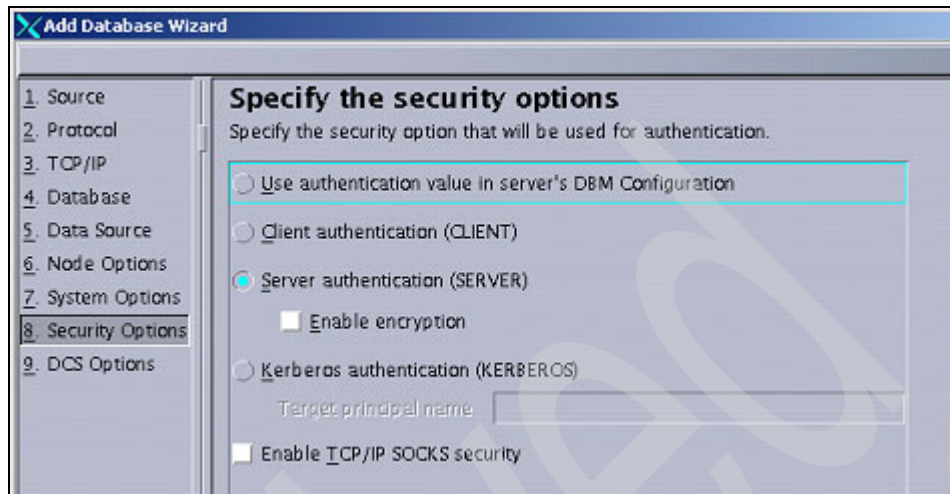 Add Database Wizard
1. Source
2. Protocol
3. TCP/IP
4. Database
5. Data Source
6. Node Options
7. System Options
8. Security Options
9. DCS Options
Specify the security options
Specify the security option that will be used for authentication.
Use authentication value in server's DBM Configuration
Client authentication (CLIENT)
Server authentication (SERVER)
Enable encryption
Kerberos authentication (KERBEROS)
Target principal name
Enable TCP/IP SOCKS security